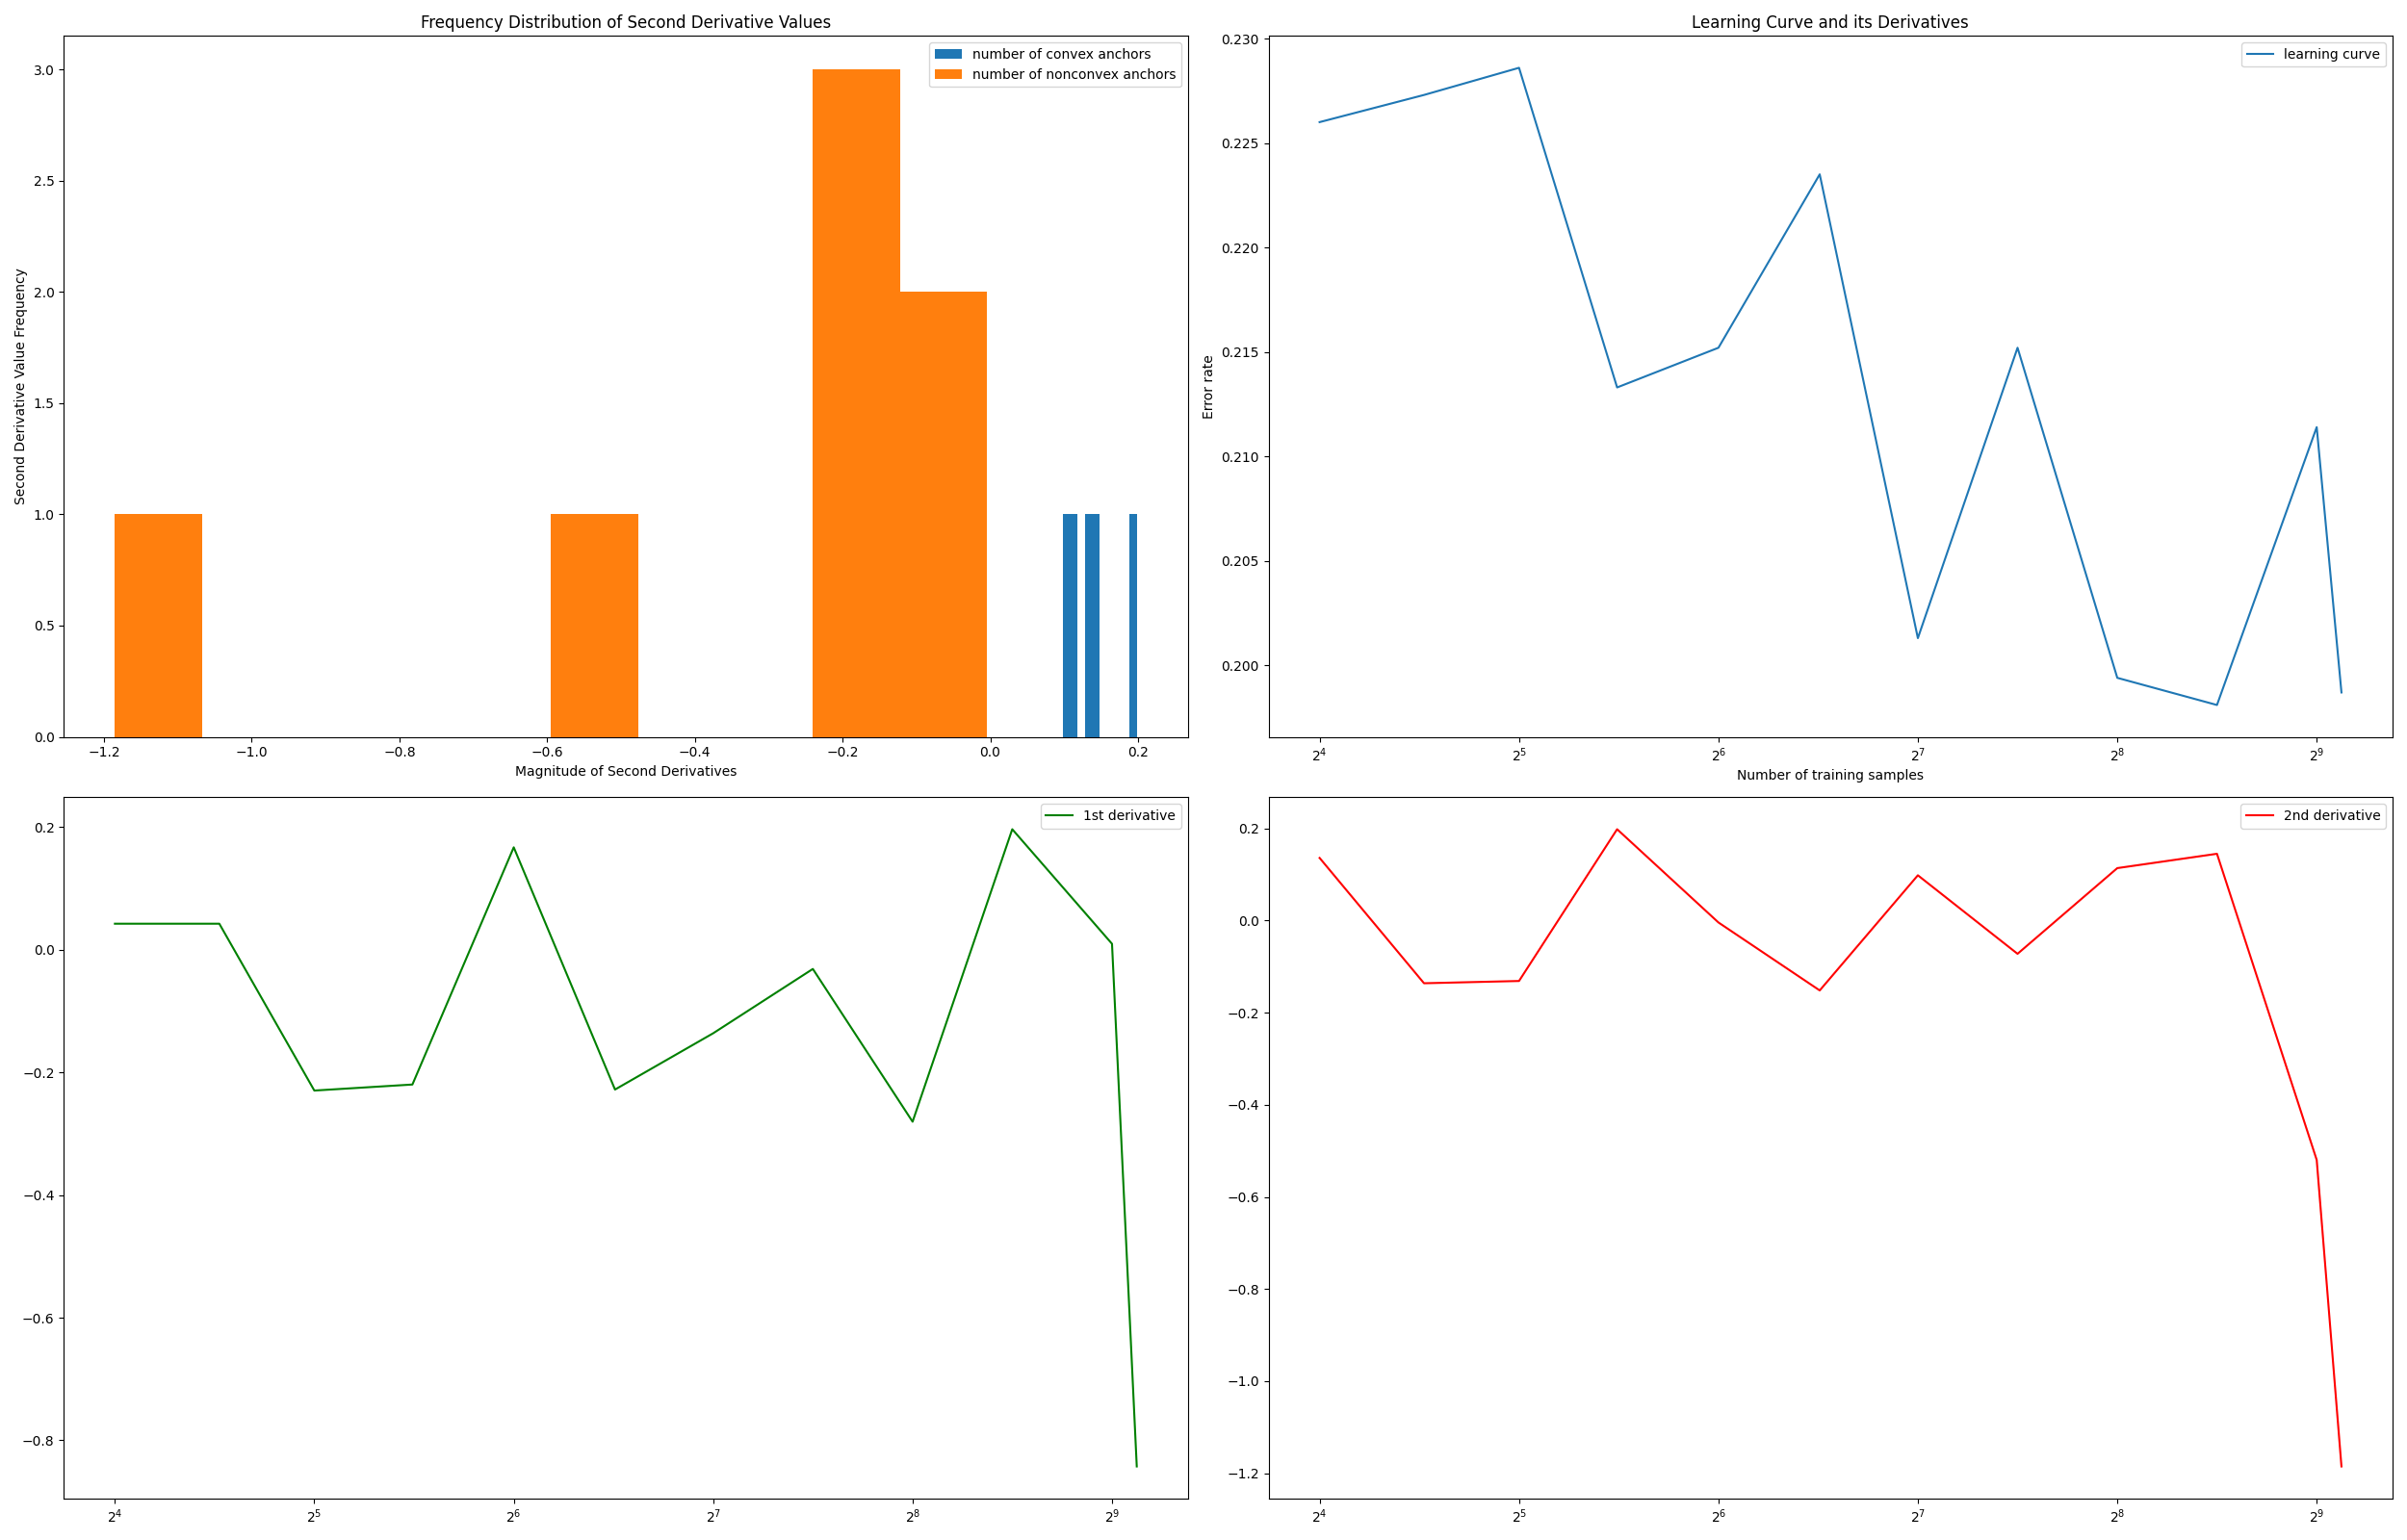 Frequency Distribution of Second Derivative Values
number of convex anchors
number of nonconvex anchors
Second Derivative Value Frequency
3.0
2.5
2.0
1.5
1.0
0.5
0.0
−1.2 −1.0 −0.8 −0.6 −0.4 −0.2 0.0 0.2
Magnitude of Second Derivatives
Learning Curve and its Derivatives
learning curve
Error rate
0.230
0.225
0.220
0.215
0.210
0.205
0.200
2⁴ 2⁵ 2⁶ 2⁷ 2⁸ 2⁹
Number of training samples
1st derivative
0.2
0.0
−0.2
−0.4
−0.6
−0.8
2⁴ 2⁵ 2⁶ 2⁷ 2⁸ 2⁹
2nd derivative
0.2
0.0
−0.2
−0.4
−0.6
−0.8
−1.0
−1.2
2⁴ 2⁵ 2⁶ 2⁷ 2⁸ 2⁹